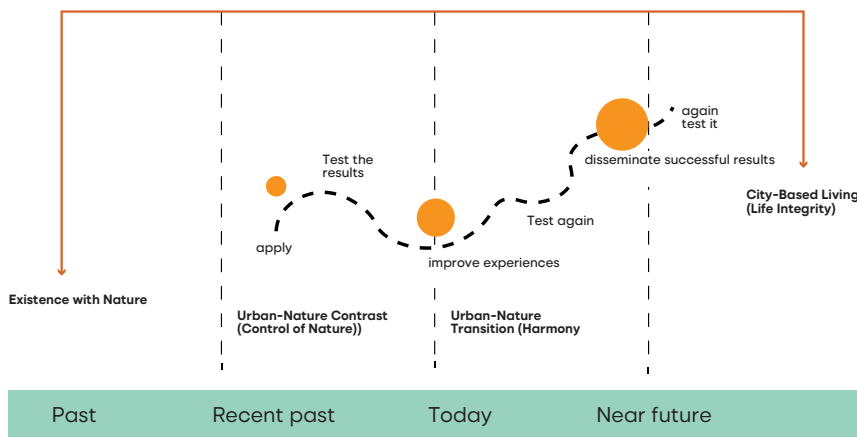 again
test it
Test the
results
disseminate successful results
City-Based Living
(Life Integrity)
Test again
apply
improve experiences
Existence with Nature
Urban-Nature Contrast
(Control of Nature))
Urban-Nature
Transition (Harmony
Past
Recent past
Today
Near future